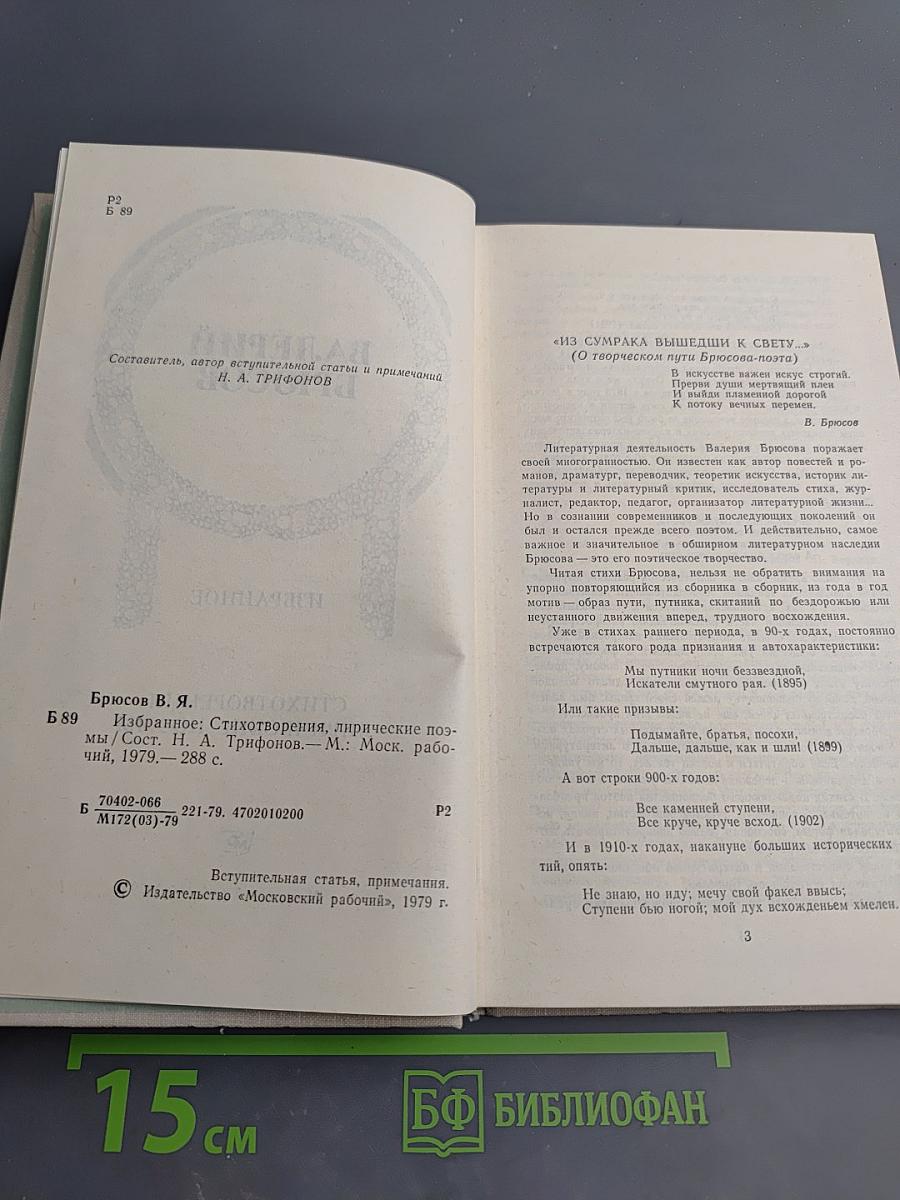 Р2
Б 89
Составитель, автор вступительной статьи и примечаний
Н. А. ТРИФОНОВ
Брюсов В. Я.
Б 89 Избранное: Стихотворения, лирические поэ-
мы / Сост. Н. А. Трифонов.— М.: Моск. рабо-
чий, 1979.— 288 с.
Б 70402-066 221-79. 4702010200 Р2
М172(03)-79
Вступительная статья, примечания.
© Издательство «Московский рабочий», 1979 г.
«ИЗ СУМРАКА ВЫШЕДШИ К СВЕТУ...»
(О творческом пути Брюсова-поэта)
В искусстве важен искус строгий.
Прерви души мертвящий плен
И выйди пламенной дорогой
К потоку вечных перемен.
В. Брюсов
Литературная деятельность Валерия Брюсова поражает
своей многогранностью. Он известен как автор повестей и ро-
манов, драматург, переводчик, теоретик искусства, историк ли-
тературы и литературный критик, исследователь стиха, жур-
налист, редактор, педагог, организатор литературной жизни...
Но в сознании современников и последующих поколений он
был и остался прежде всего поэтом. И действительно, самое
важное и значительное в обширном литературном наследии
Брюсова — это его поэтическое творчество.
Читая стихи Брюсова, нельзя не обратить внимания на
упорно повторяющийся из сборника в сборник, из года в год
мотив — образ пути, путника, скитаний по бездорожью или
неустанного движения вперед, трудного восхождения.
Уже в стихах раннего периода, в 90-х годах, постоянно
встречаются такого рода признания и автохарактеристики:
Мы путники ночи беззвездной,
Искатели смутного рая. (1895)
Или такие призывы:
Подымайте, братья, посохи,
Дальше, дальше, как и шли! (1899)
А вот строки 900-х годов:
Все каменней ступени,
Все круче, круче всход. (1902)
И в 1910-х годах, накануне больших исторических
тий, опять:
Не знаю, но иду; мечу свой факел ввысь;
Ступени бью ногой; мой дух всхожденьем хмелен.
3
15 см
БФ БИБЛИОФАН